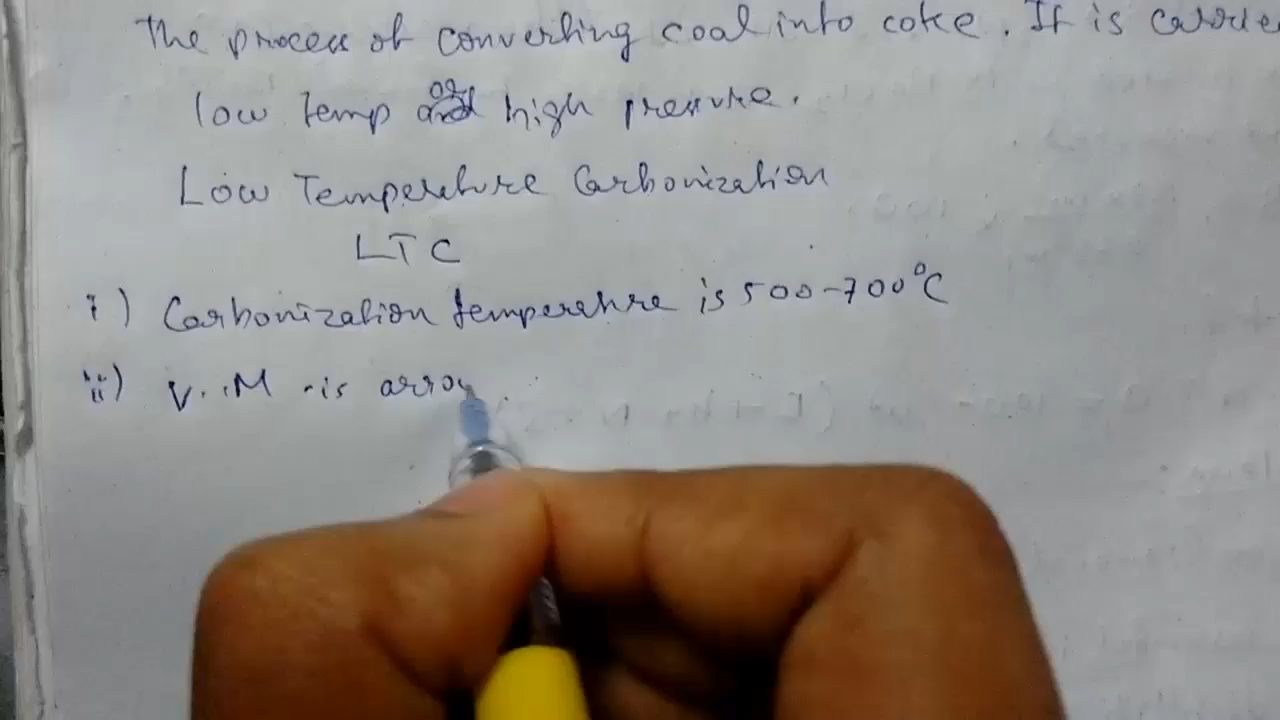 The process of converting coal into coke. It is carrie
low temp or high pressure.
Low Temperature Carbonization
LTC
i) Carbonization temperature is 500-700°C
ii) V.M is arrou